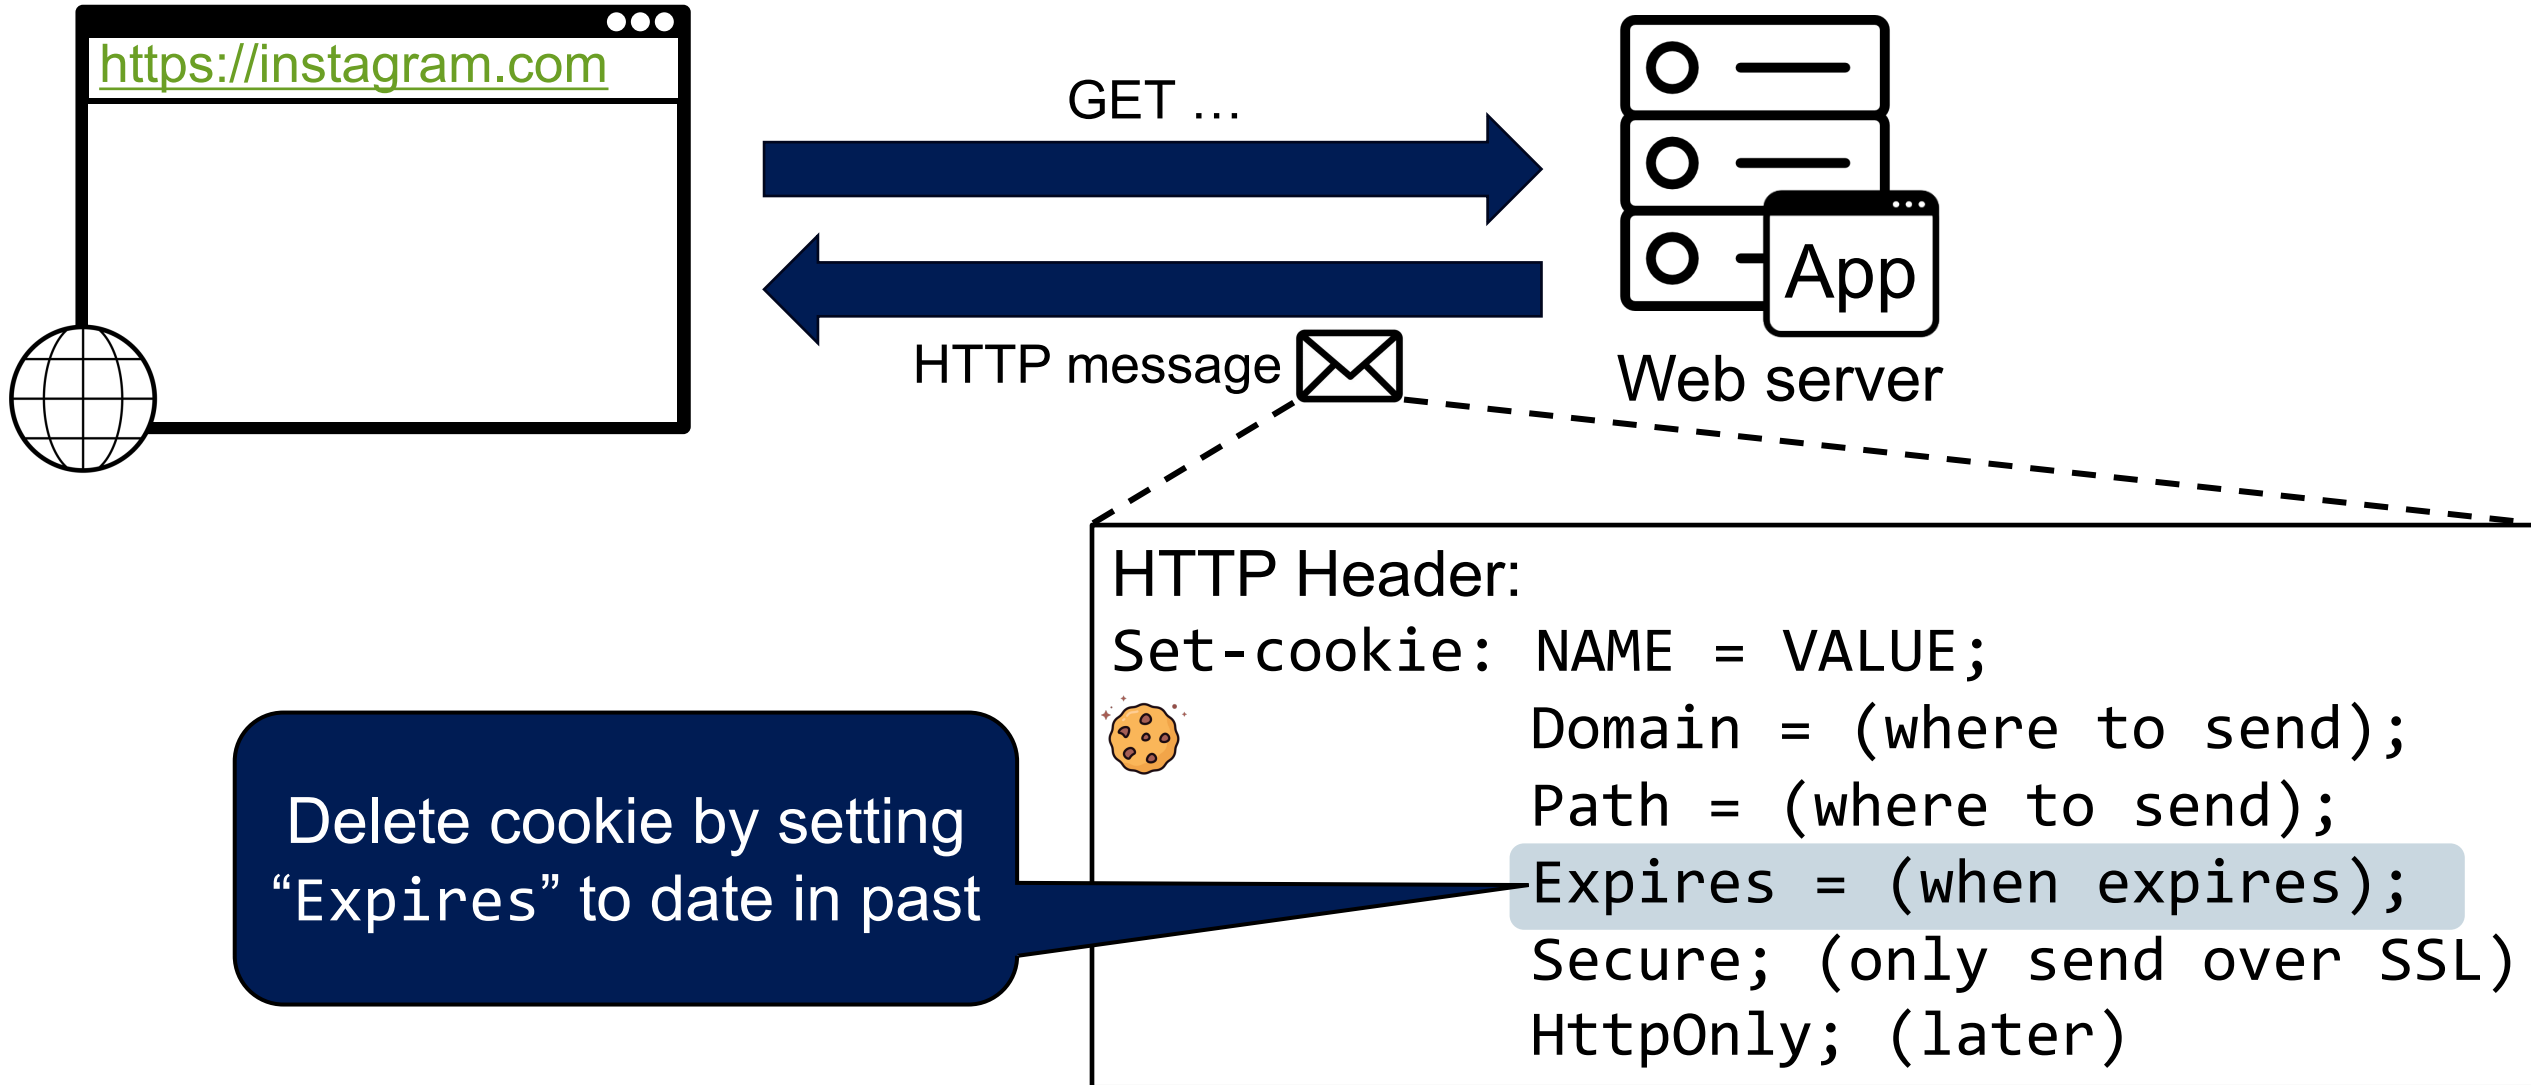 https://instagram.com
GET …
App
HTTP message
Web server
HTTP Header:
Set-cookie: NAME = VALUE;
Domain = (where to send);
Path = (where to send);
Expires = (when expires);
Secure; (only send over SSL)
HttpOnly; (later)
Delete cookie by setting
“Expires” to date in past